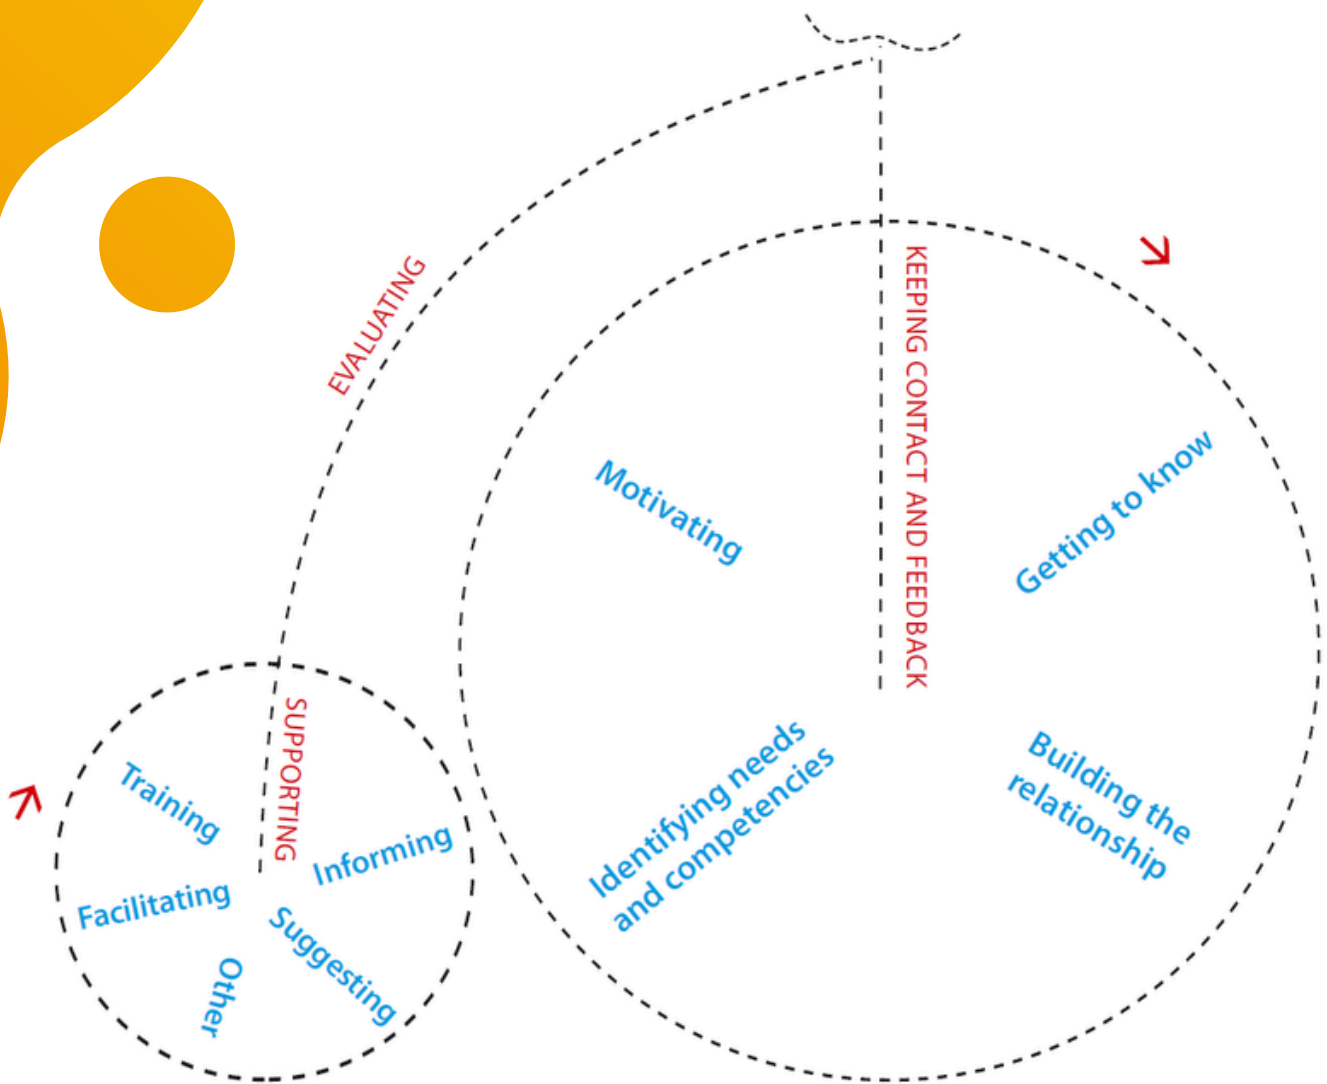 EVALUATING
KEEPING CONTACT AND FEEDBACK
Motivating
Getting to know
Identifying needs
and competencies
Building the
relationship
SUPPORTING
Training
Informing
Facilitating
Suggesting
Other